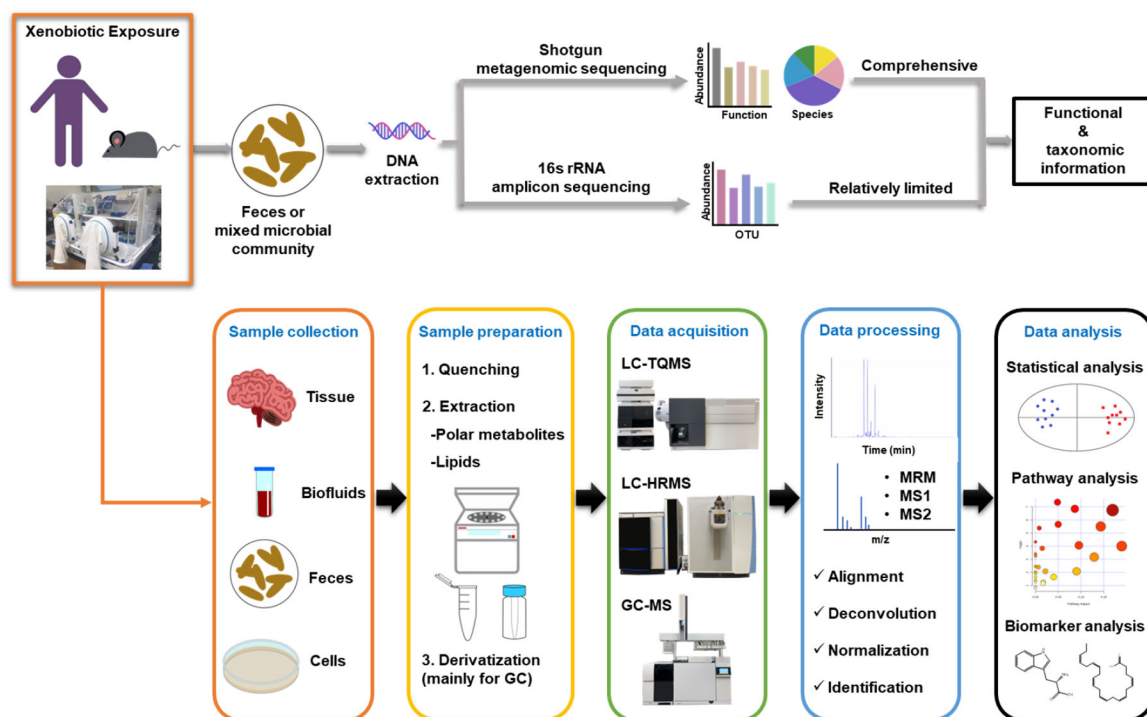 Xenobiotic Exposure
Feces or
mixed microbial
community
DNA
extraction
Shotgun
metagenomic sequencing
Abundance
Function
Species
Comprehensive
16s rRNA
amplicon sequencing
Abundance
OTU
Relatively limited
Functional
&
taxonomic
information
Sample collection
Tissue
Biofluids
Feces
Cells
Sample preparation
1. Quenching
2. Extraction
-Polar metabolites
-Lipids
3. Derivatization
(mainly for GC)
Data acquisition
LC-TQMS
LC-HRMS
GC-MS
Data processing
Intensity
Time (min)
• MRM
• MS1
• MS2
m/z
✓ Alignment
✓ Deconvolution
✓ Normalization
✓ Identification
Data analysis
Statistical analysis
Pathway analysis
Pathway Impact
Biomarker analysis